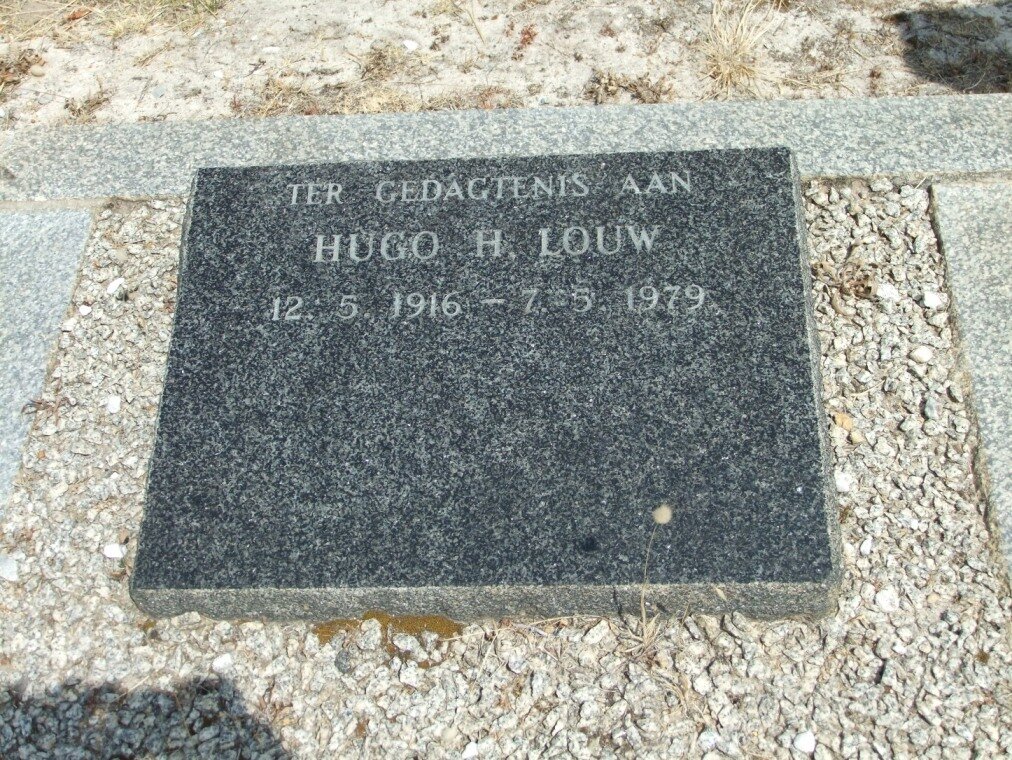 TER GEDAGTENIS AAN
HUGO H. LOUW
12. 5. 1916 – 7. 5. 1979.